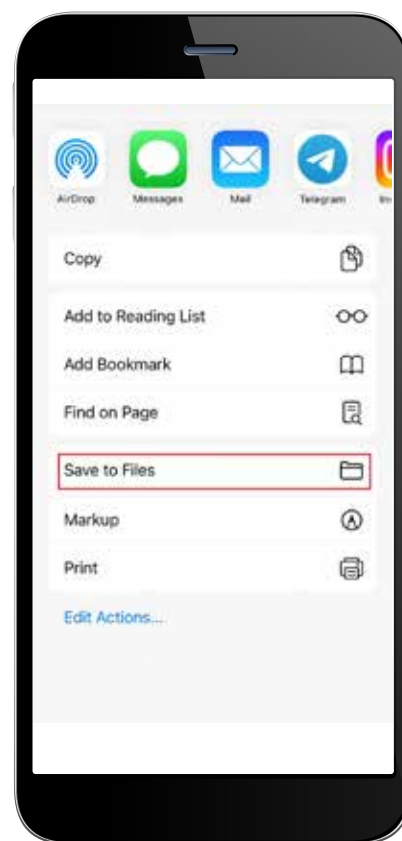 AirDrop Messages Mail Telegram
Copy
Add to Reading List
Add Bookmark
Find on Page
Save to Files
Markup
Print
Edit Actions...